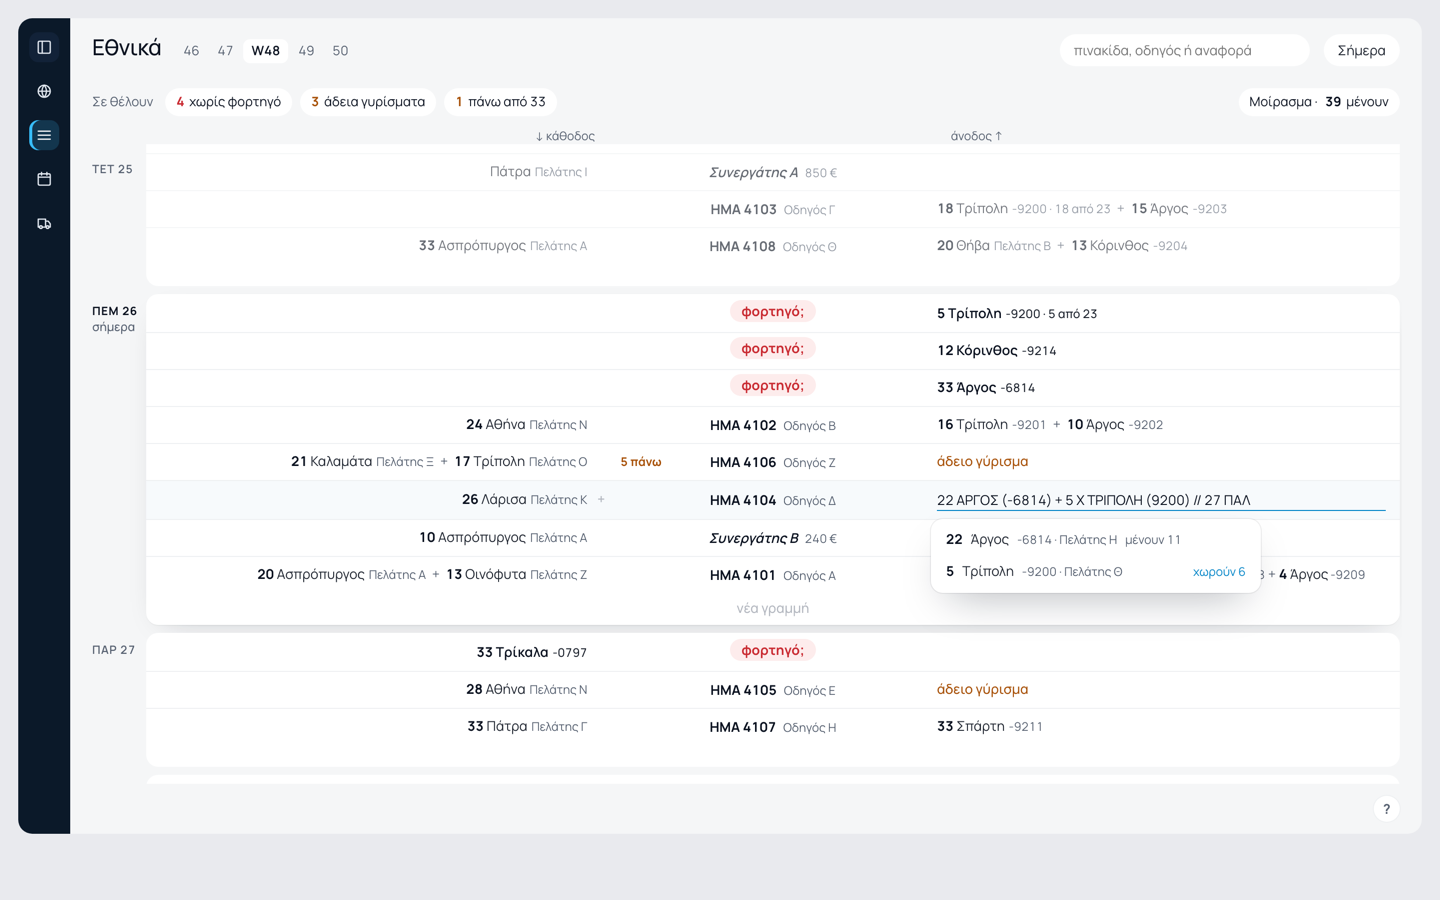 Εθνικά 46 47 W48 49 50 πινακίδα, οδηγός ή αναφορά Σήμερα
Σε θέλουν 4 χωρίς φορτηγό 3 άδεια γυρίσματα 1 πάνω από 33 Μοίρασμα · 39 μένουν
↓ κάθοδος άνοδος ↑
ΤΕΤ 25 Πάτρα Πελάτης Ι Συνεργάτης Α 850 €
ΗΜΑ 4103 Οδηγός Γ 18 Τρίπολη -9200 · 18 από 23 + 15 Άργος -9203
33 Ασπρόπυργος Πελάτης Α ΗΜΑ 4108 Οδηγός Θ 20 Θήβα Πελάτης Β + 13 Κόρινθος -9204
ΠΕΜ 26 φορτηγό; 5 Τρίπολη -9200 · 5 από 23
σήμερα
φορτηγό; 12 Κόρινθος -9214
φορτηγό; 33 Άργος -6814
24 Αθήνα Πελάτης Ν ΗΜΑ 4102 Οδηγός Β 16 Τρίπολη -9201 + 10 Άργος -9202
21 Καλαμάτα Πελάτης Ξ + 17 Τρίπολη Πελάτης Ο 5 πάνω ΗΜΑ 4106 Οδηγός Ζ άδειο γύρισμα
26 Λάρισα Πελάτης Κ + ΗΜΑ 4104 Οδηγός Δ 22 ΑΡΓΟΣ (-6814) + 5 Χ ΤΡΙΠΟΛΗ (9200) // 27 ΠΑΛ
10 Ασπρόπυργος Πελάτης Α Συνεργάτης Β 240 € 22 Άργος -6814 · Πελάτης Η μένουν 11
5 Τρίπολη -9200 · Πελάτης Θ χωρούν 6
20 Ασπρόπυργος Πελάτης Α + 13 Οινόφυτα Πελάτης Ζ ΗΜΑ 4101 Οδηγός Α + 4 Άργος -9209
νέα γραμμή
ΠΑΡ 27 33 Τρίκαλα -0797 φορτηγό;
28 Αθήνα Πελάτης Ν ΗΜΑ 4105 Οδηγός Ε άδειο γύρισμα
33 Πάτρα Πελάτης Γ ΗΜΑ 4107 Οδηγός Η 33 Σπάρτη -9211
?